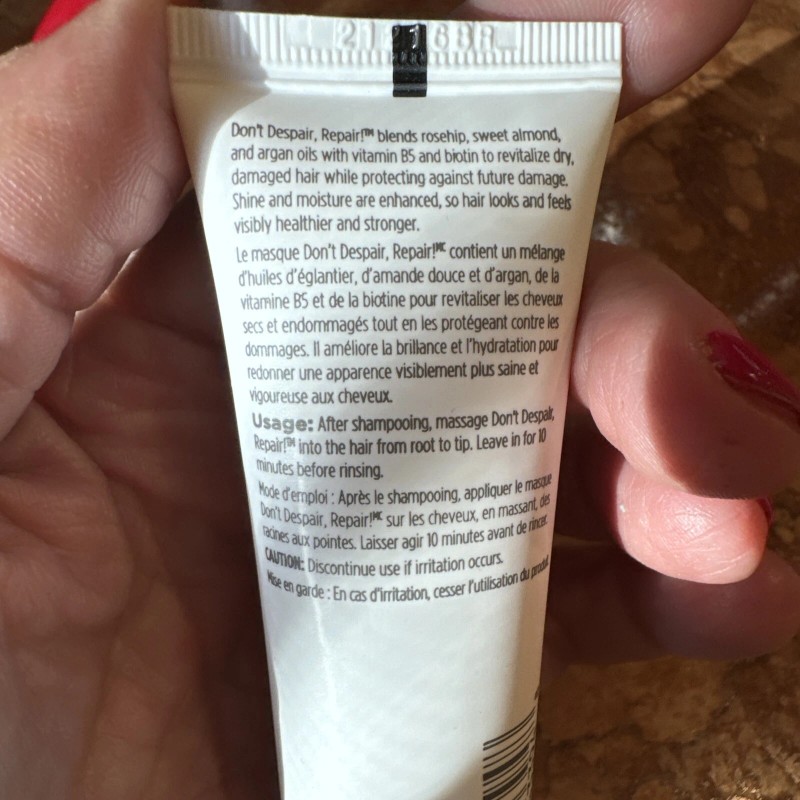 Don't Despair, Repair!™ blends rosehip, sweet almond,
and argan oils with vitamin B5 and biotin to revitalize dry,
damaged hair while protecting against future damage.
Shine and moisture are enhanced, so hair looks and feels
visibly healthier and stronger.
Le masque Don't Despair, Repair!MC contient un mélange
d'huiles d'églantier, d'amande douce et d'argan, de la
vitamine B5 et de la biotine pour revitaliser les cheveux
secs et endommagés tout en les protégeant contre les
dommages. Il améliore la brillance et l'hydratation pour
redonner une apparence visiblement plus saine et
vigoureuse aux cheveux.
Usage: After shampooing, massage Don't Despair,
Repair!™ into the hair from root to tip. Leave in for 10
minutes before rinsing.
Mode d'emploi : Après le shampooing, appliquer le masque
Don't Despair, Repair!MC sur les cheveux, en massant, des
racines aux pointes. Laisser agir 10 minutes avant de rincer.
CAUTION: Discontinue use if irritation occurs.
Mise en garde : En cas d'irritation, cesser l'utilisation du produit.